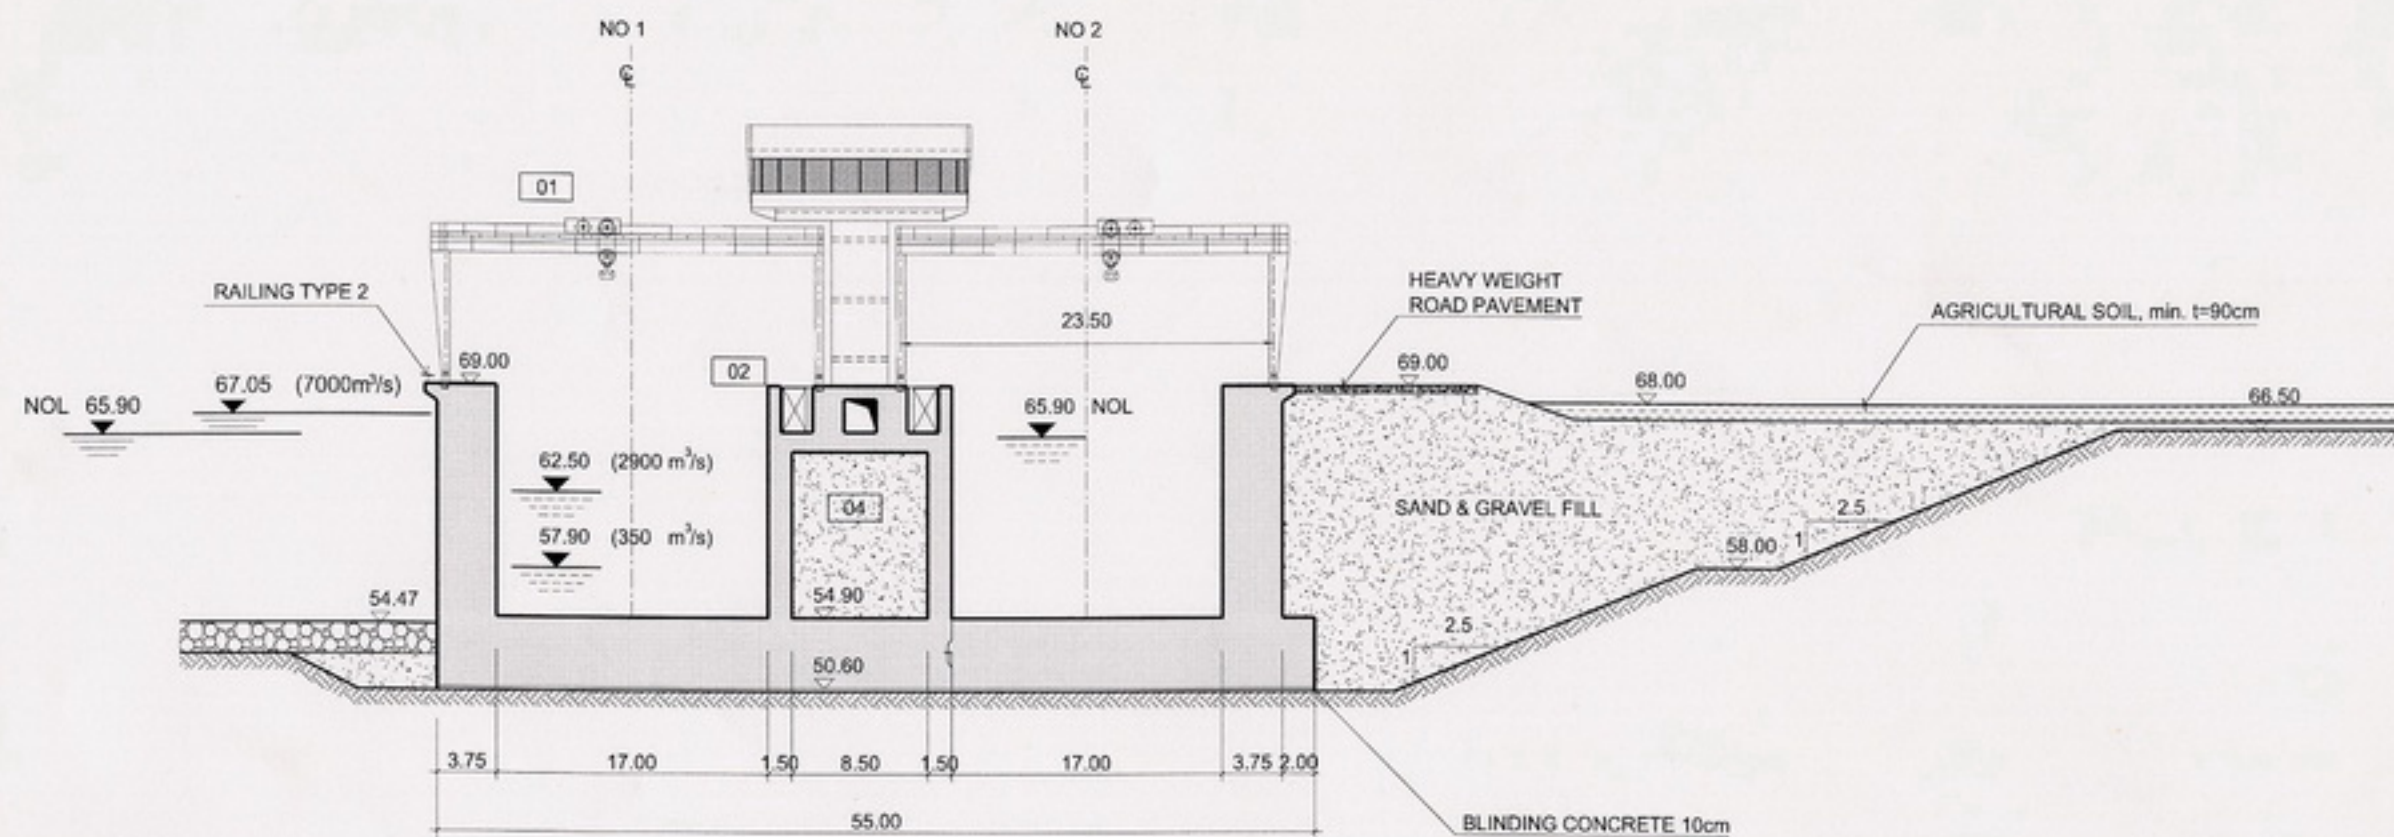 NO 1
NO 2
℄
℄
01
RAILING TYPE 2
HEAVY WEIGHT
ROAD PAVEMENT
AGRICULTURAL SOIL, min. t=90cm
23.50
69.00
02
69.00
68.00
66.50
67.05 (7000m³/s)
NOL 65.90
65.90 NOL
62.50 (2900 m³/s)
04
SAND & GRAVEL FILL
2.5
1
57.90 (350 m³/s)
58.00
54.47
54.90
2.5
1
50.60
3.75 17.00 1.50 8.50 1.50 17.00 3.75 2.00
55.00
BLINDING CONCRETE 10cm